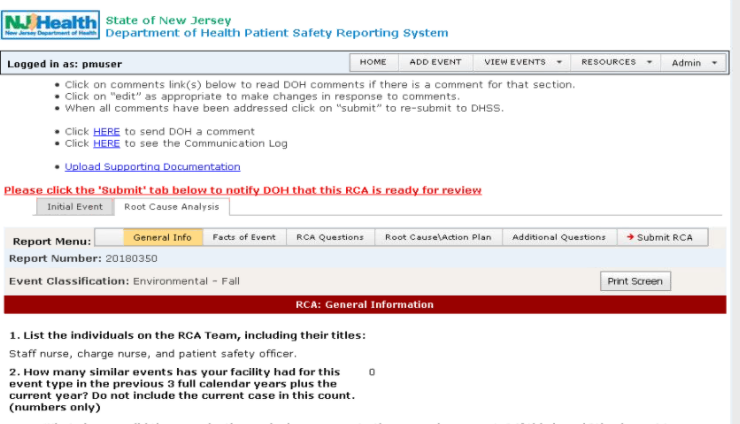 NJ Health
New Jersey Department of Health
State of New Jersey
Department of Health Patient Safety Reporting System
Logged in as: pmuser
HOME ADD EVENT VIEW EVENTS RESOURCES Admin
• Click on comments link(s) below to read DOH comments if there is a comment for that section.
• Click on "edit" as appropriate to make changes in response to comments.
• When all comments have been addressed click on "submit" to re-submit to DHSS.
• Click HERE to send DOH a comment
• Click HERE to see the Communication Log
• Upload Supporting Documentation
Please click the 'Submit' tab below to notify DOH that this RCA is ready for review
Initial Event Root Cause Analysis
Report Menu: General Info Facts of Event RCA Questions Root Cause\Action Plan Additional Questions → Submit RCA
Report Number: 20180350
Event Classification: Environmental - Fall Print Screen
RCA: General Information
1. List the individuals on the RCA Team, including their titles:
Staff nurse, charge nurse, and patient safety officer.
2. How many similar events has your facility had for this 0
event type in the previous 3 full calendar years plus the
current year? Do not include the current case in this count.
(numbers only)